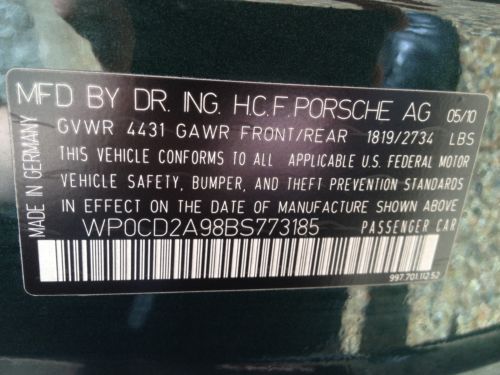 MFD BY DR. ING. H.C.F. PORSCHE AG 05/10
GVWR 4431 GAWR FRONT/REAR 1819/2734 LBS
THIS VEHICLE CONFORMS TO ALL APPLICABLE U.S. FEDERAL MOTOR
VEHICLE SAFETY, BUMPER, AND THEFT PREVENTION STANDARDS
IN EFFECT ON THE DATE OF MANUFACTURE SHOWN ABOVE
WP0CD2A98BS773185 PASSENGER CAR
997.701.112.52
MADE IN GERMANY